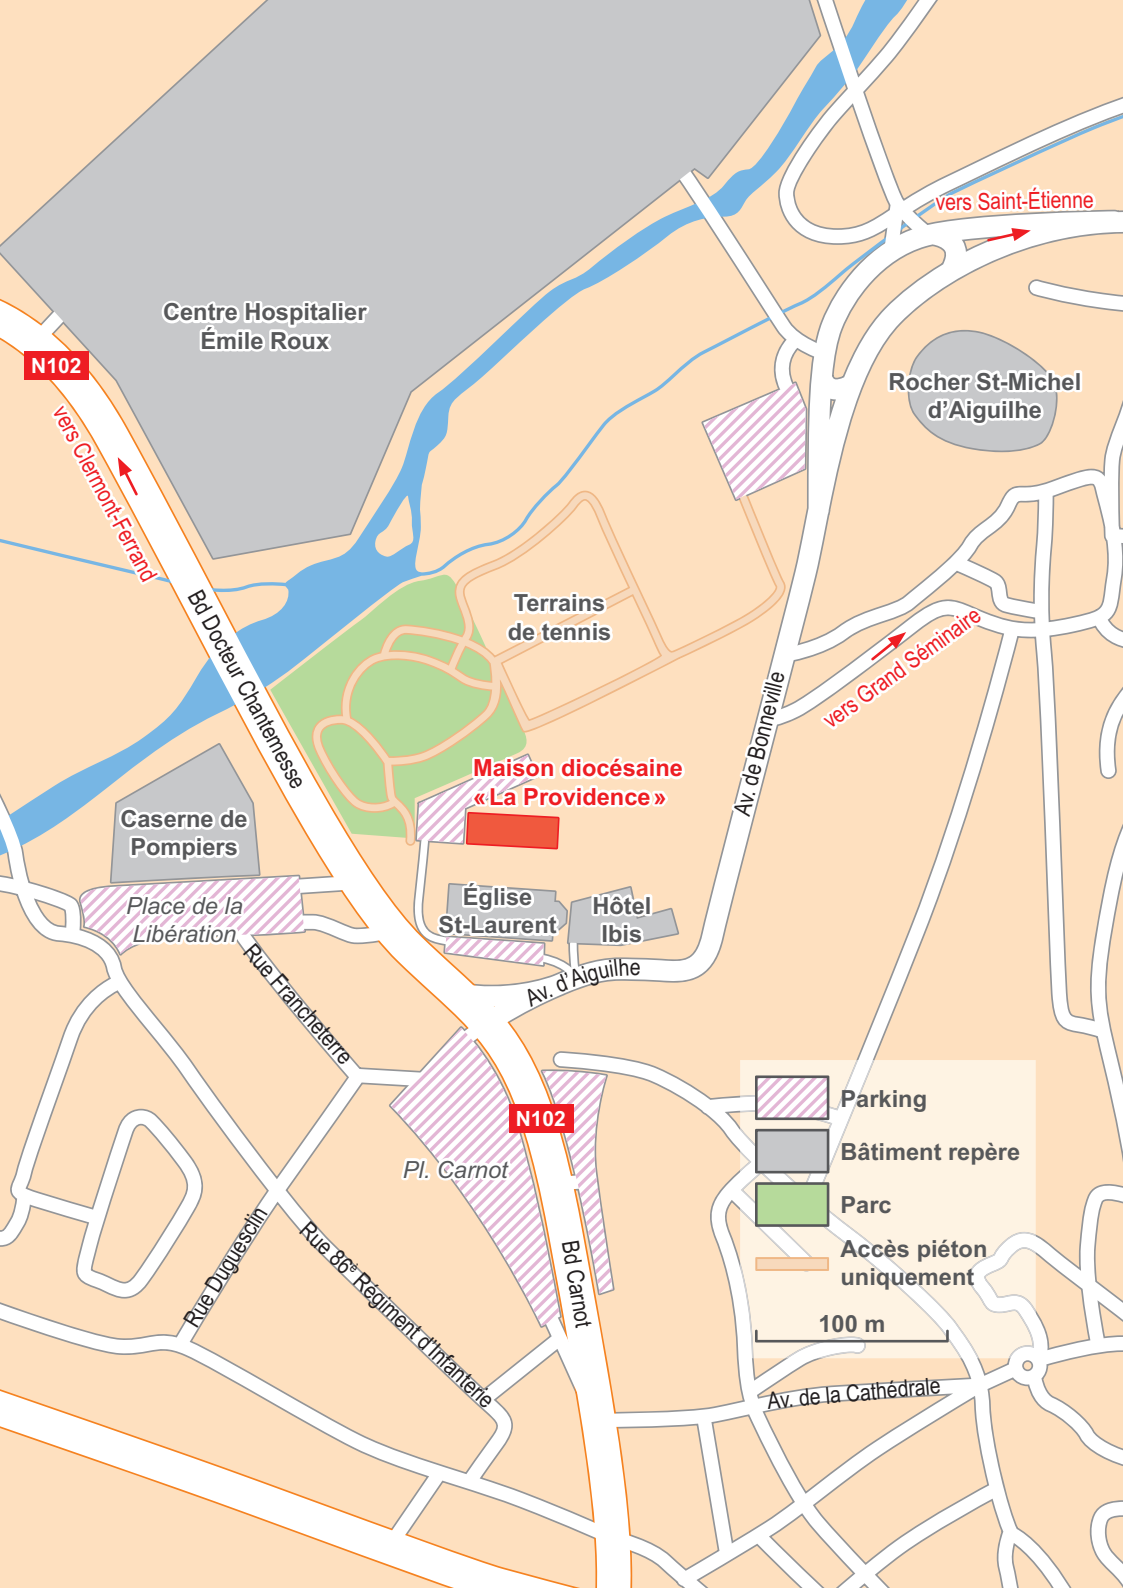 vers Saint-Étienne
Centre Hospitalier
Émile Roux
N102
Rocher St-Michel
d'Aiguilhe
vers Clermont-Ferrand
Bd Docteur Chantemesse
Terrains
de tennis
vers Grand Séminaire
Av. de Bonneville
Maison diocésaine
« La Providence »
Caserne de
Pompiers
Place de la
Libération
Église
St-Laurent
Hôtel
Ibis
Av. d'Aiguilhe
Rue Francheterre
N102
Pl. Carnot
Bd Carnot
Rue Duguesclin
Rue 86è Régiment d'Infanterie
Parking
Bâtiment repère
Parc
Accès piéton
uniquement
100 m
Av. de la Cathédrale